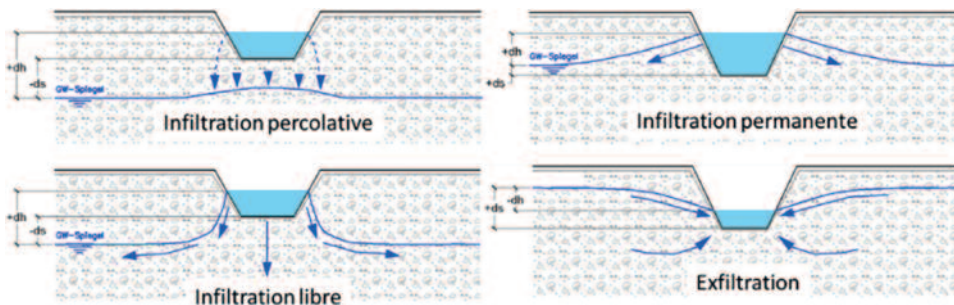 +dh
-ds
GW-Spiegel
Infiltration percolative
+dh
+ds
GW-Spiegel
Infiltration permanente
+dh
-ds
GW-Spiegel
Infiltration libre
-dh
+ds
Exfiltration